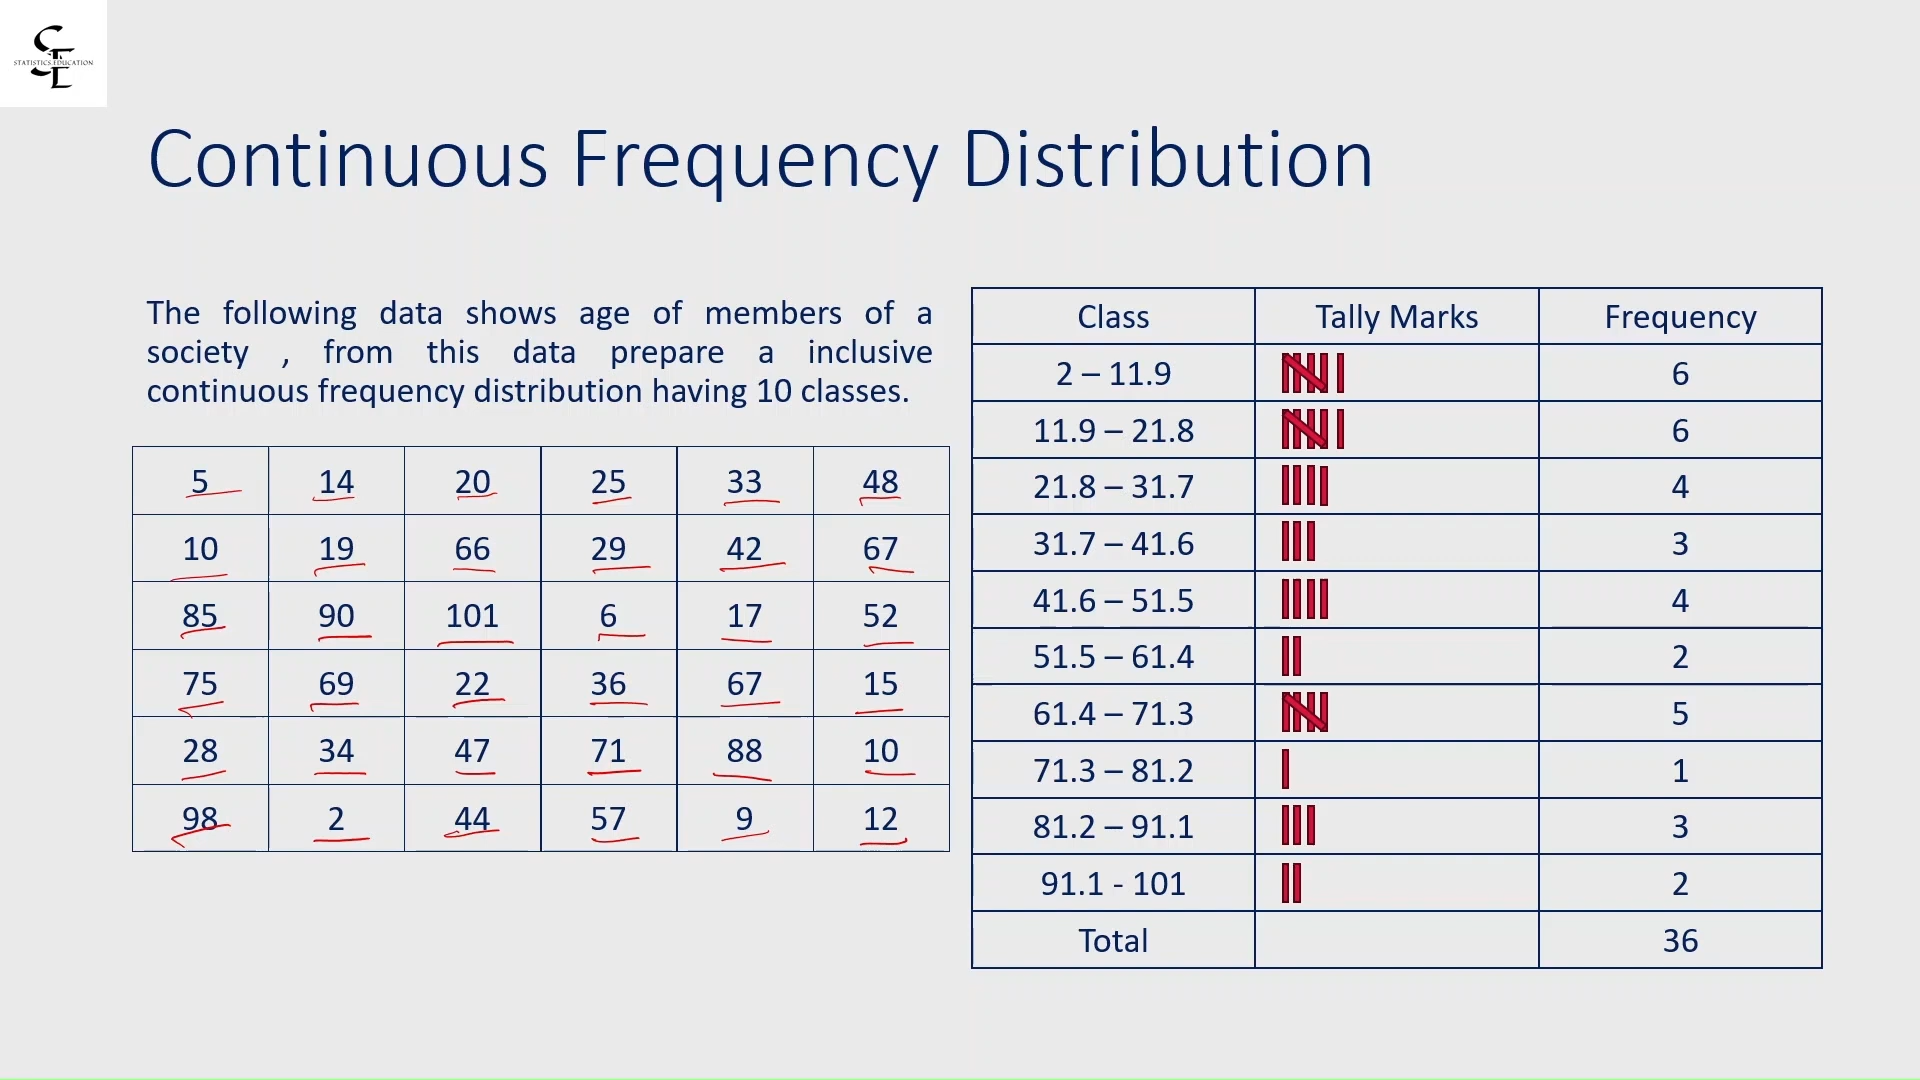 STATISTICS EDUCATION
Continuous Frequency Distribution
The following data shows age of members of a
society , from this data prepare a inclusive
continuous frequency distribution having 10 classes.
5 14 20 25 33 48
10 19 66 29 42 67
85 90 101 6 17 52
75 69 22 36 67 15
28 34 47 71 88 10
98 2 44 57 9 12
Class Tally Marks Frequency
2 – 11.9 6
11.9 – 21.8 6
21.8 – 31.7 4
31.7 – 41.6 3
41.6 – 51.5 4
51.5 – 61.4 2
61.4 – 71.3 5
71.3 – 81.2 1
81.2 – 91.1 3
91.1 - 101 2
Total 36